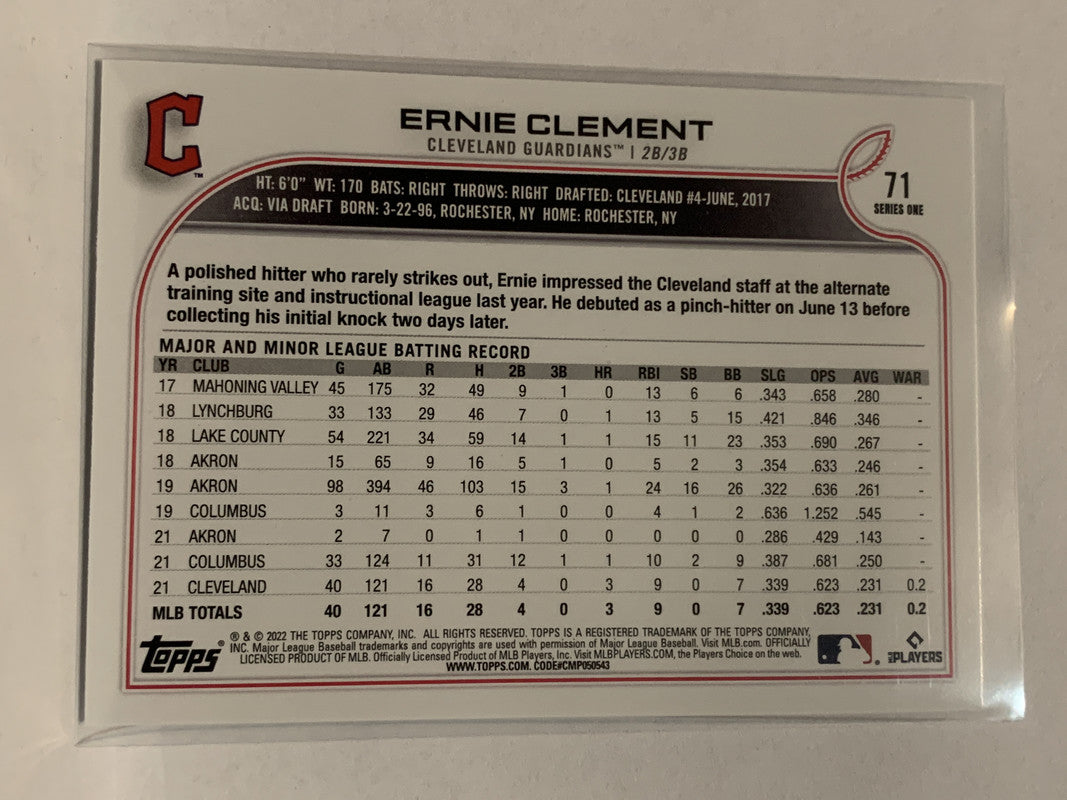 C™
ERNIE CLEMENT
CLEVELAND GUARDIANS™ | 2B/3B
71
SERIES ONE
HT: 6'0" WT: 170 BATS: RIGHT THROWS: RIGHT DRAFTED: CLEVELAND #4-JUNE, 2017
ACQ: VIA DRAFT BORN: 3-22-96, ROCHESTER, NY HOME: ROCHESTER, NY
A polished hitter who rarely strikes out, Ernie impressed the Cleveland staff at the alternate
training site and instructional league last year. He debuted as a pinch-hitter on June 13 before
collecting his initial knock two days later.
MAJOR AND MINOR LEAGUE BATTING RECORD
YR CLUB G AB R H 2B 3B HR RBI SB BB SLG OPS AVG WAR
17 MAHONING VALLEY 45 175 32 49 9 1 0 13 6 6 .343 .658 .280 -
18 LYNCHBURG 33 133 29 46 7 0 1 13 5 15 .421 .846 .346 -
18 LAKE COUNTY 54 221 34 59 14 1 1 15 11 23 .353 .690 .267 -
18 AKRON 15 65 9 16 5 1 0 5 2 3 .354 .633 .246 -
19 AKRON 98 394 46 103 15 3 1 24 16 26 .322 .636 .261 -
19 COLUMBUS 3 11 3 6 1 0 0 4 1 2 .636 1.252 .545 -
21 AKRON 2 7 0 1 1 0 0 0 0 0 .286 .429 .143 -
21 COLUMBUS 33 124 11 31 12 1 1 10 2 9 .387 .681 .250 -
21 CLEVELAND 40 121 16 28 4 0 3 9 0 7 .339 .623 .231 0.2
MLB TOTALS 40 121 16 28 4 0 3 9 0 7 .339 .623 .231 0.2
Topps®
® & © 2022 THE TOPPS COMPANY, INC. ALL RIGHTS RESERVED. TOPPS IS A REGISTERED TRADEMARK OF THE TOPPS COMPANY,
INC. Major League Baseball trademarks and copyrights are used with permission of Major League Baseball. Visit MLB.com. OFFICIALLY
LICENSED PRODUCT OF MLB. Officially Licensed Product of MLB Players, Inc. Visit MLBPLAYERS.COM, the Players Choice on the web.
WWW.TOPPS.COM. CODE#CMP050543
MLB PLAYERS